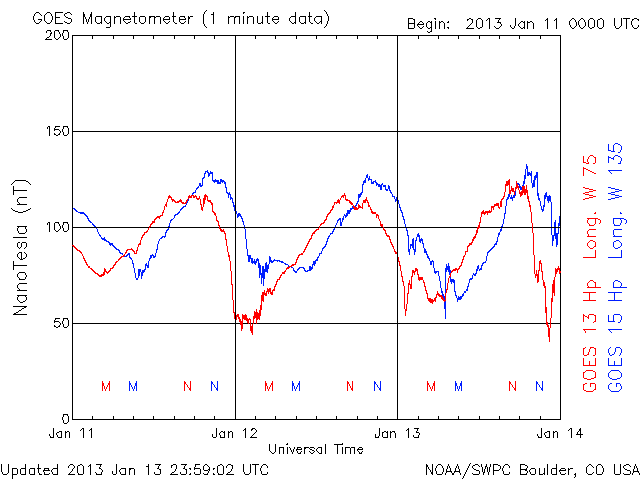 GOES Magnetometer (1 minute data)
Begin: 2013 Jan 11 0000 UTC
200
150
100
50
0
NanoTesla (nT)
M M N N M M N N M M N N
Jan 11 Jan 12 Jan 13 Jan 14
Universal Time
GOES 13 Hp Long. W 75
GOES 15 Hp Long. W 135
Updated 2013 Jan 13 23:59:02 UTC
NOAA/SWPC Boulder, CO USA